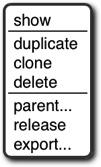 show
duplicate
clone
delete
parent...
release
export...